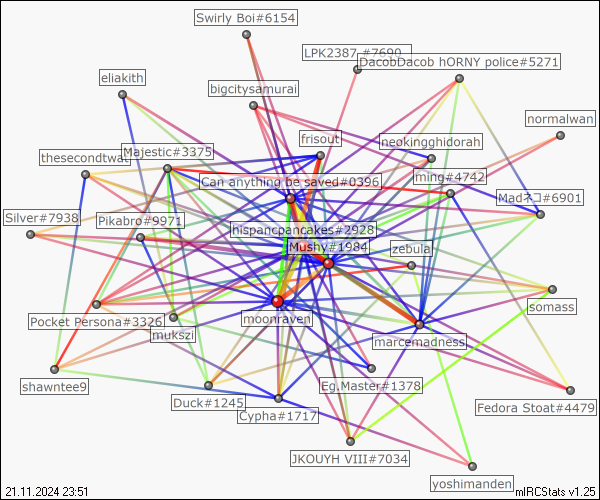 Swirly Boi#6154
LPK2387 #7690
DacobDacob hORNY police#5271
eliakith
bigcitysamurai
normalwan
frisout
neokingghidorah
Majestic#3375
thesecondtwat
Can anything be saved#0396
ming#4742
Madネコ#6901
Silver#7938
Pikabro#9971
hispancpancakes#2928
Mushy#1984
zebula
somass
Pocket Persona#3326
moonraven
mukszi
marcemadness
shawntee9
Eg.Master#1378
Duck#1245
Cypha#1717
Fedora Stoat#4479
JKOUYH VIII#7034
yoshimanden
21.11.2024 23:51
mIRCStats v1.25